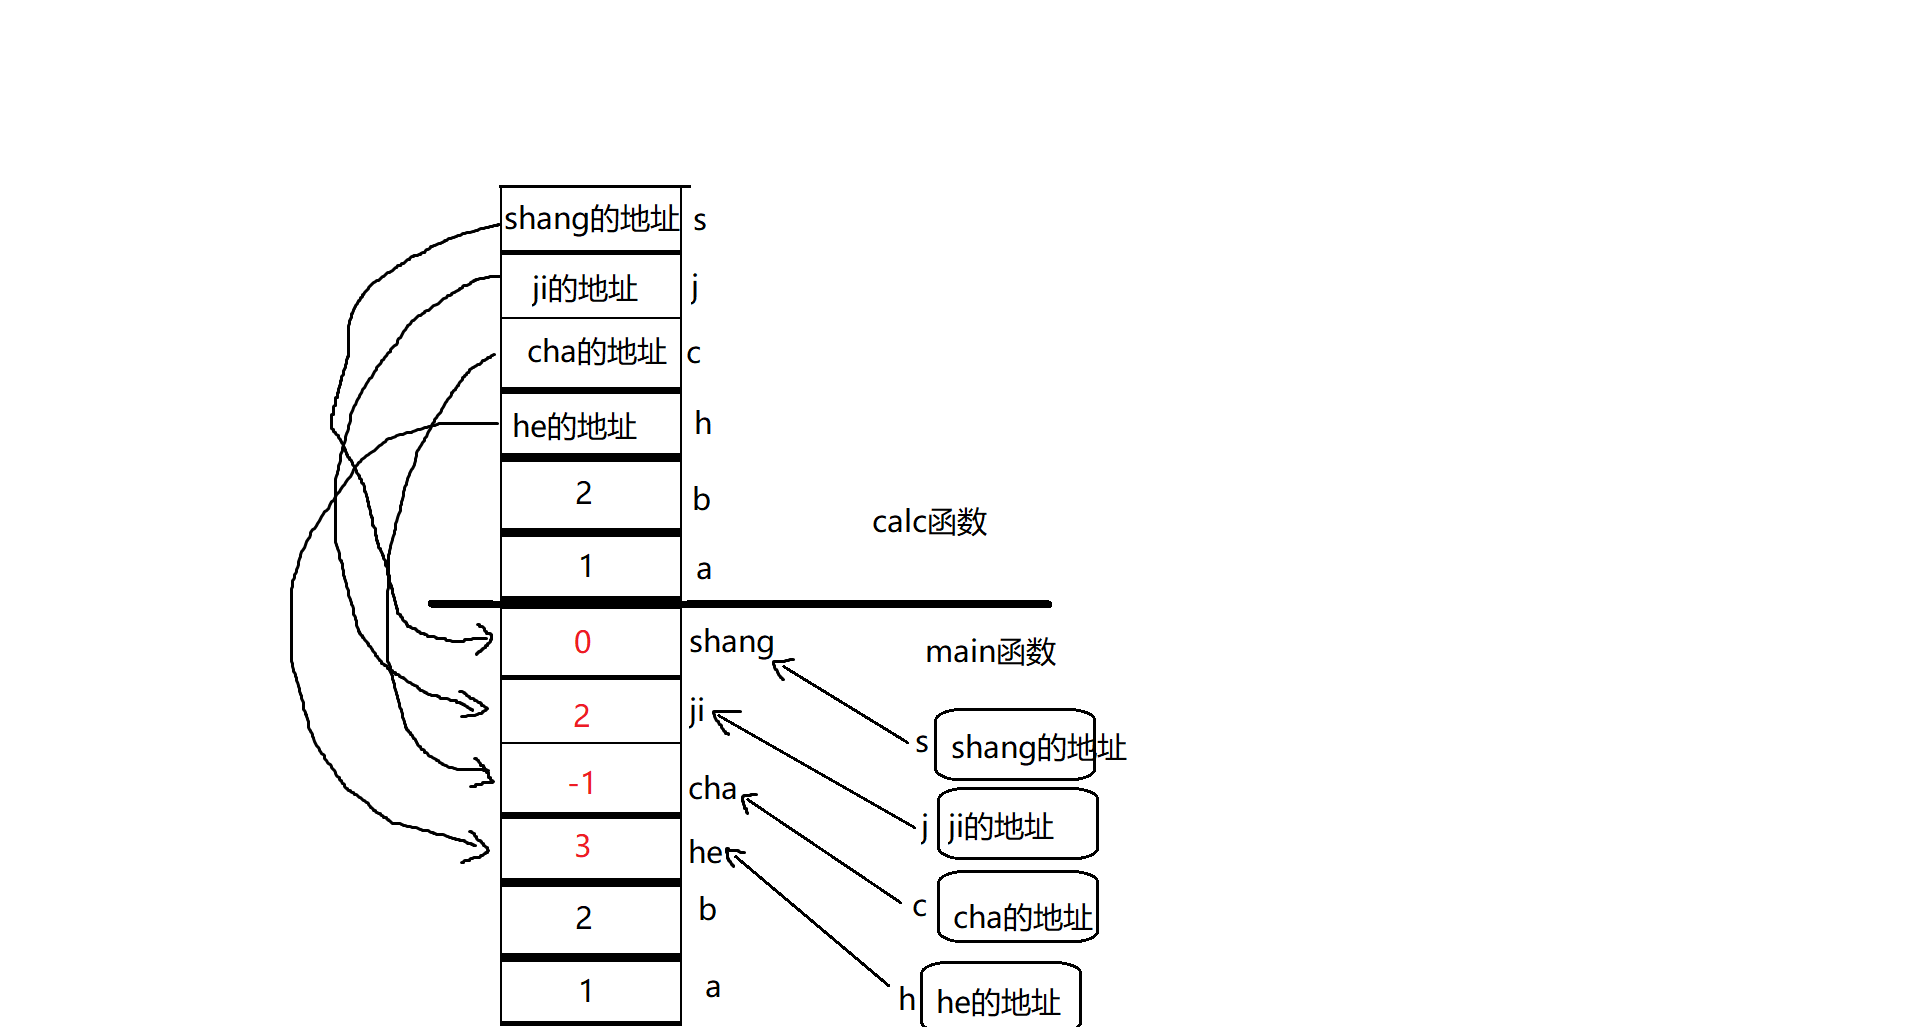 shang的地址 s
ji的地址 j
cha的地址 c
he的地址 h
2 b
calc函数
1 a
0 shang
main函数
2 ji
s shang的地址
-1 cha
j ji的地址
3 he
2 b
c cha的地址
1 a
h he的地址